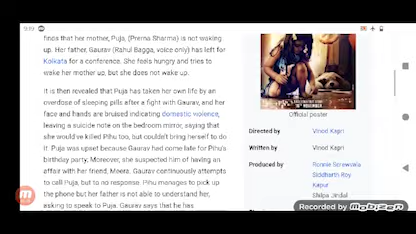 9:39
finds that her mother, Puja, (Prerna Sharma) is not waking
up. Her father, Gaurav (Rahul Bagga, voice only) has left for
Kolkata for a conference. She feels hungry and tries to
wake her mother up, but she does not wake up.
It is then revealed that Puja has taken her own life by an
overdose of sleeping pills after a fight with Gaurav, and her
face and hands are bruised indicating domestic violence,
leaving a suicide note on the bedroom mirror, saying that
she would've killed Pihu too, but couldn't bring herself to do
it. Puja was upset because Gaurav had come late for Pihu's
birthday party; Moreover, she suspected him of having an
affair with her friend, Meera. Gaurav continuously attempts
to call Puja, but to no response. Pihu manages to pick up
the phone but her father is not able to understand her,
asking to speak to Puja. Gaurav says that he has
16th NOVEMBER
Official poster
Directed by Vinod Kapri
Written by Vinod Kapri
Produced by Ronnie Screwvala
Siddharth Roy
Kapur
Shilpa Jindal
Recorded by Mobizen